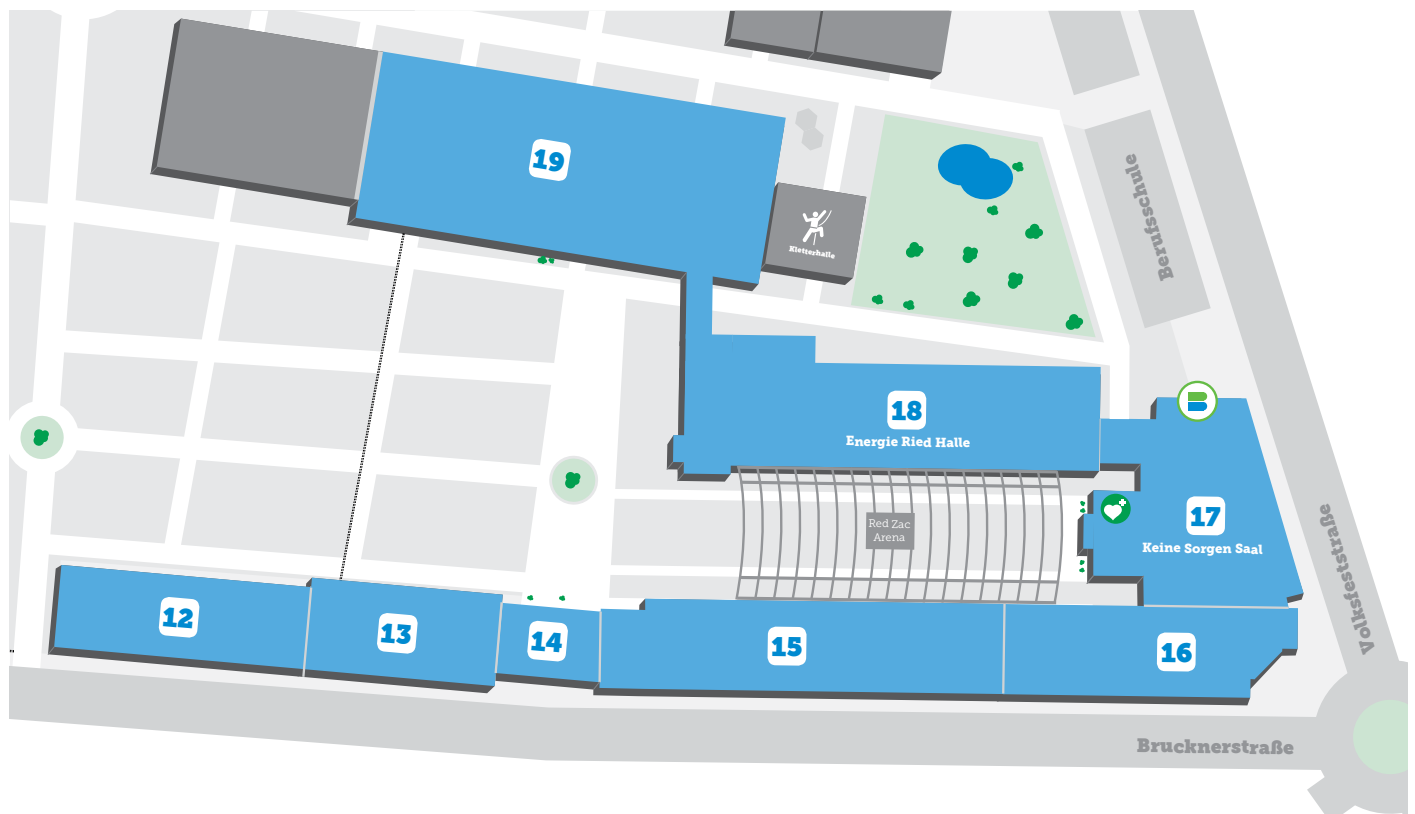 19
Kletterhalle
Berufsschule
18
Energie Ried Halle
17
Keine Sorgen Saal
Red Zac
Arena
Volksfeststraße
12
13
14
15
16
Brucknerstraße